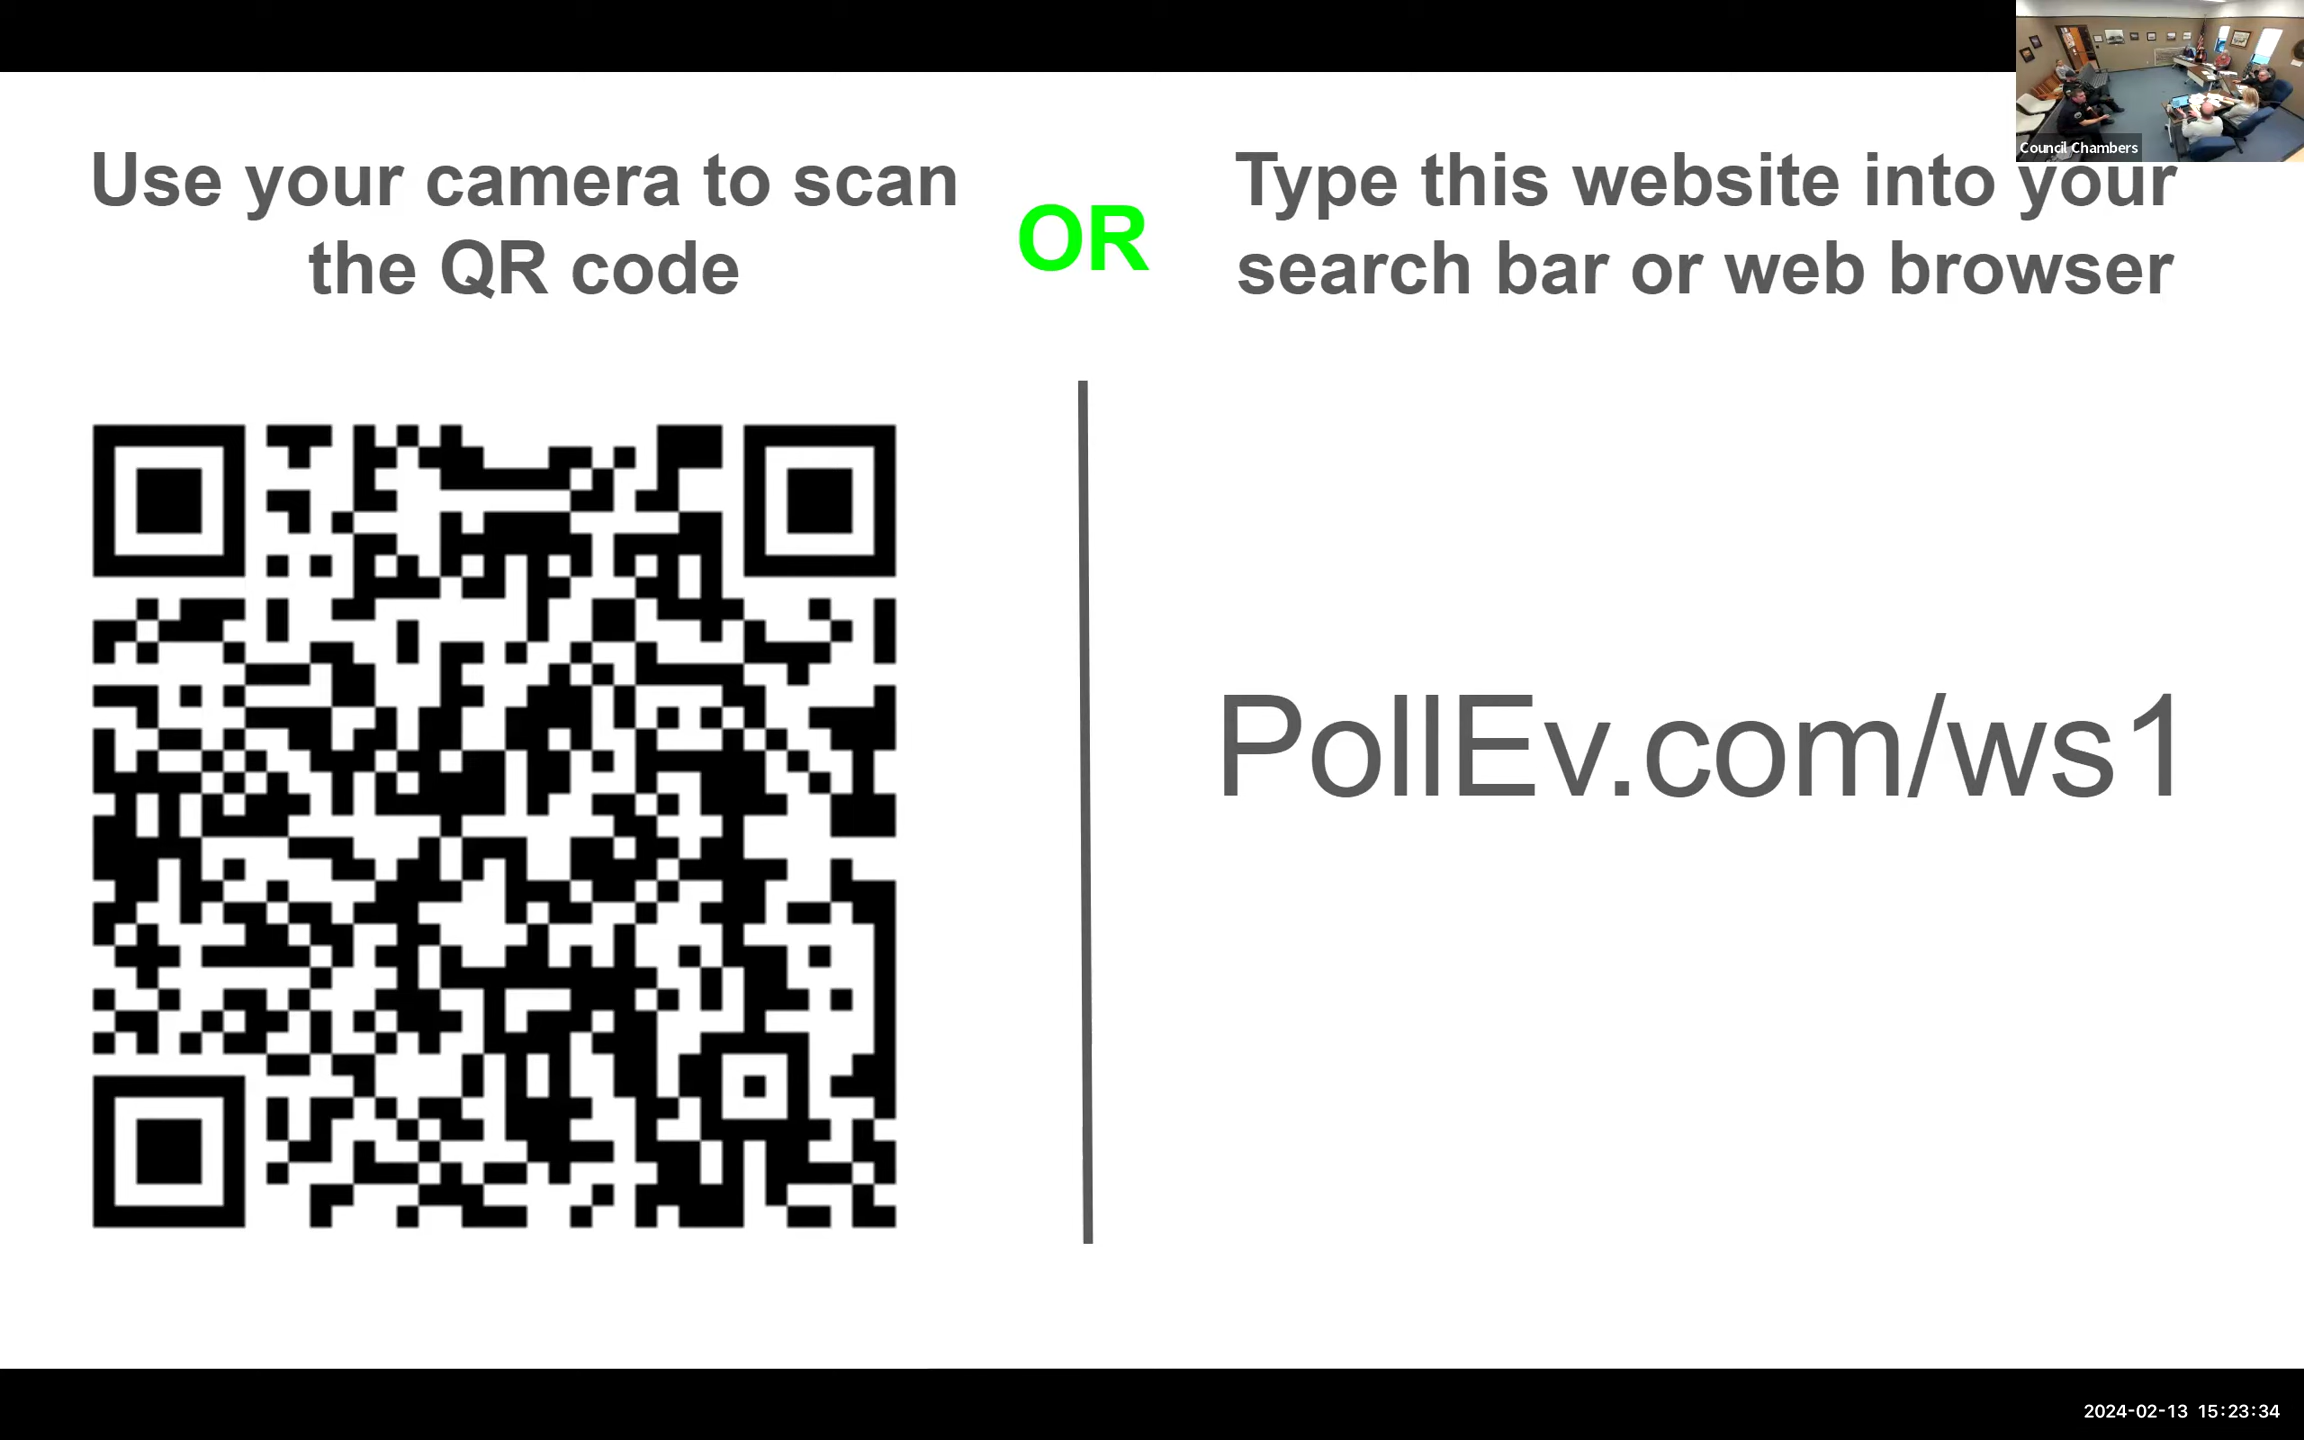 Council Chambers
Use your camera to scan
the QR code
OR
Type this website into your
search bar or web browser
PollEv.com/ws1
2024-02-13 15:23:34